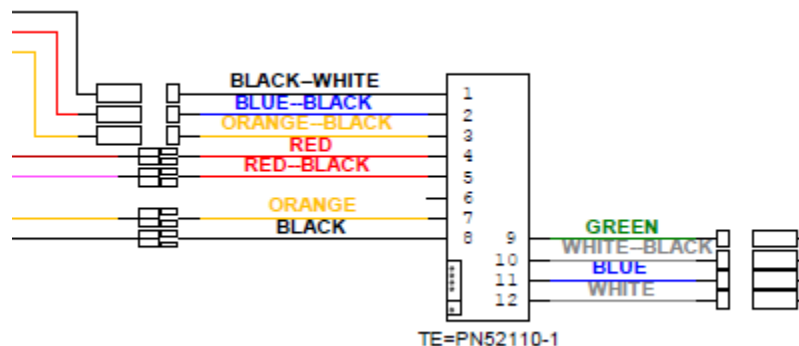 BLACK–WHITE
1
BLUE--BLACK
2
ORANGE--BLACK
3
RED
4
RED--BLACK
5
6
ORANGE
7
BLACK
8
9
GREEN
10
WHITE--BLACK
11
BLUE
12
WHITE
TE=PN52110-1